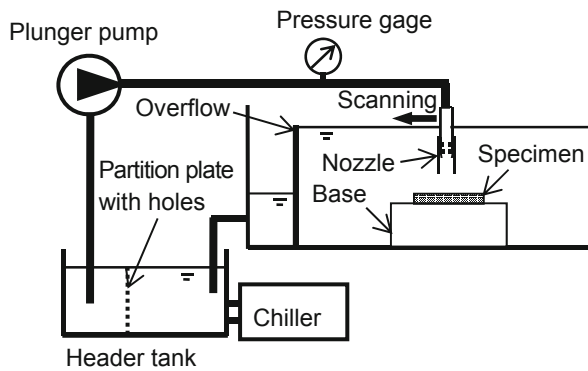 Plunger pump
Pressure gage
Overflow
Scanning
Partition plate
with holes
Nozzle
Specimen
Base
Chiller
Header tank